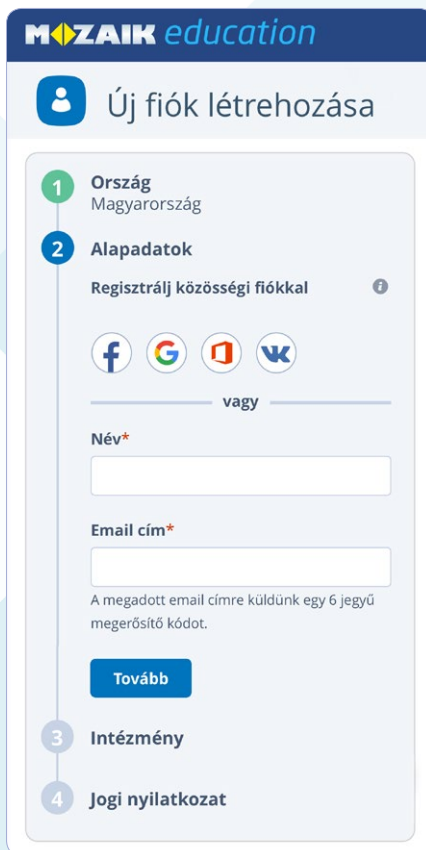 MOZAIK education
Új fiók létrehozása
1 Ország
Magyarország
2 Alapadatok
Regisztrálj közösségi fiókkal
vagy
Név*
Email cím*
A megadott email címre küldünk egy 6 jegyű
megerősítő kódot.
Tovább
3 Intézmény
4 Jogi nyilatkozat